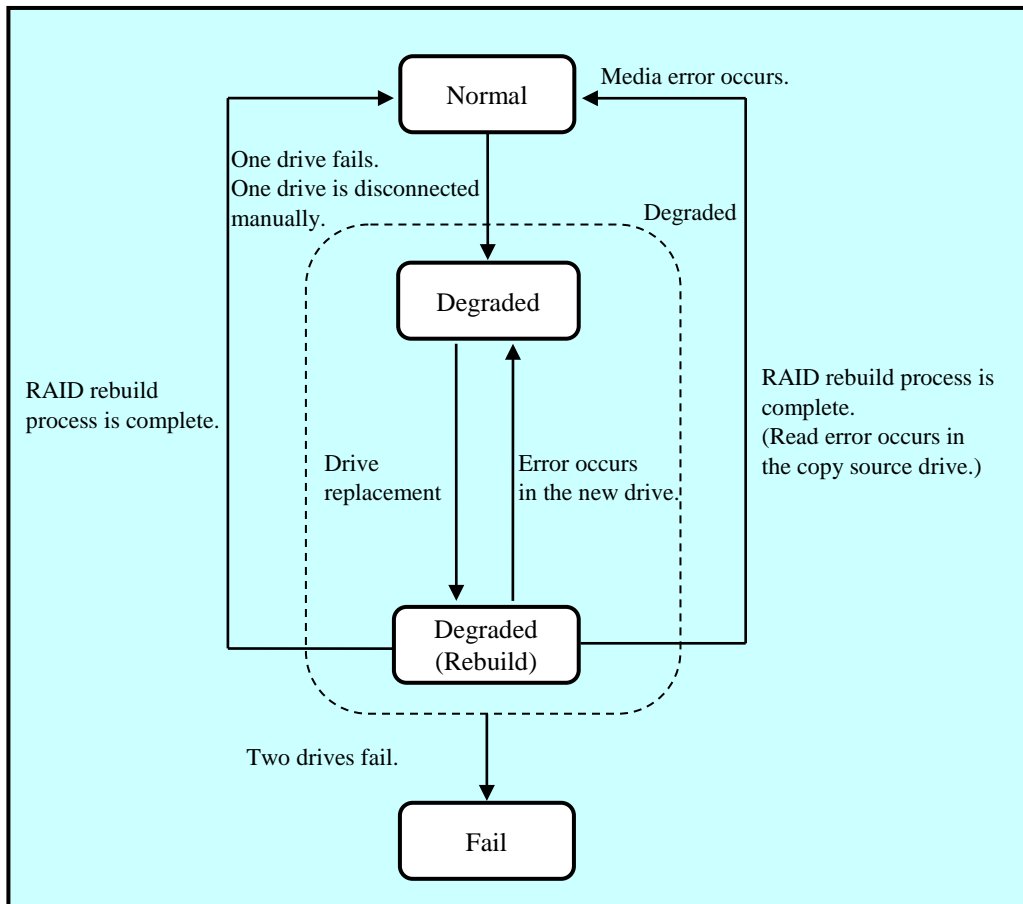 Normal
Media error occurs.
One drive fails.
One drive is disconnected
manually.
Degraded
Degraded
RAID rebuild
process is complete.
RAID rebuild process is
complete.
(Read error occurs in
the copy source drive.)
Drive
replacement
Error occurs
in the new drive.
Degraded
(Rebuild)
Two drives fail.
Fail